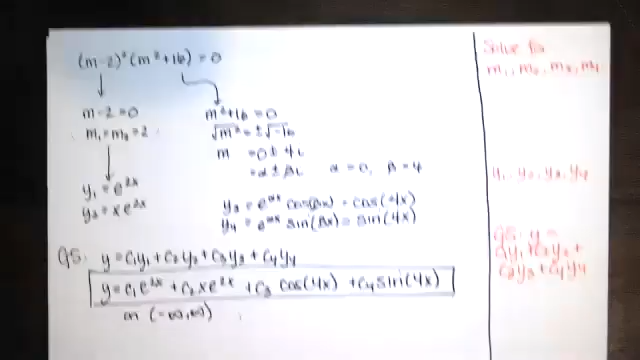 (m-2)²(m²+16)=0
m-2=0
m₁=m₂=2
y₁=e^(2x)
y₂=xe^(2x)
m²+16=0
√m²=±√-16
m =0±4i
=α±βi α=0, β=4
y₃=e^(αx) cos(βx)=cos(4x)
y₄=e^(αx) sin(βx)=sin(4x)
GS: y=c₁y₁+c₂y₂+c₃y₃+c₄y₄
y=c₁e^(2x)+c₂xe^(2x)+c₃ cos(4x)+c₄sin(4x)
on (-∞,∞)
Solve for
m₁, m₂, m₃, m₄
y₁, y₂, y₃, y₄
GS: y=
c₁y₁+c₂y₂+
c₃y₃+c₄y₄